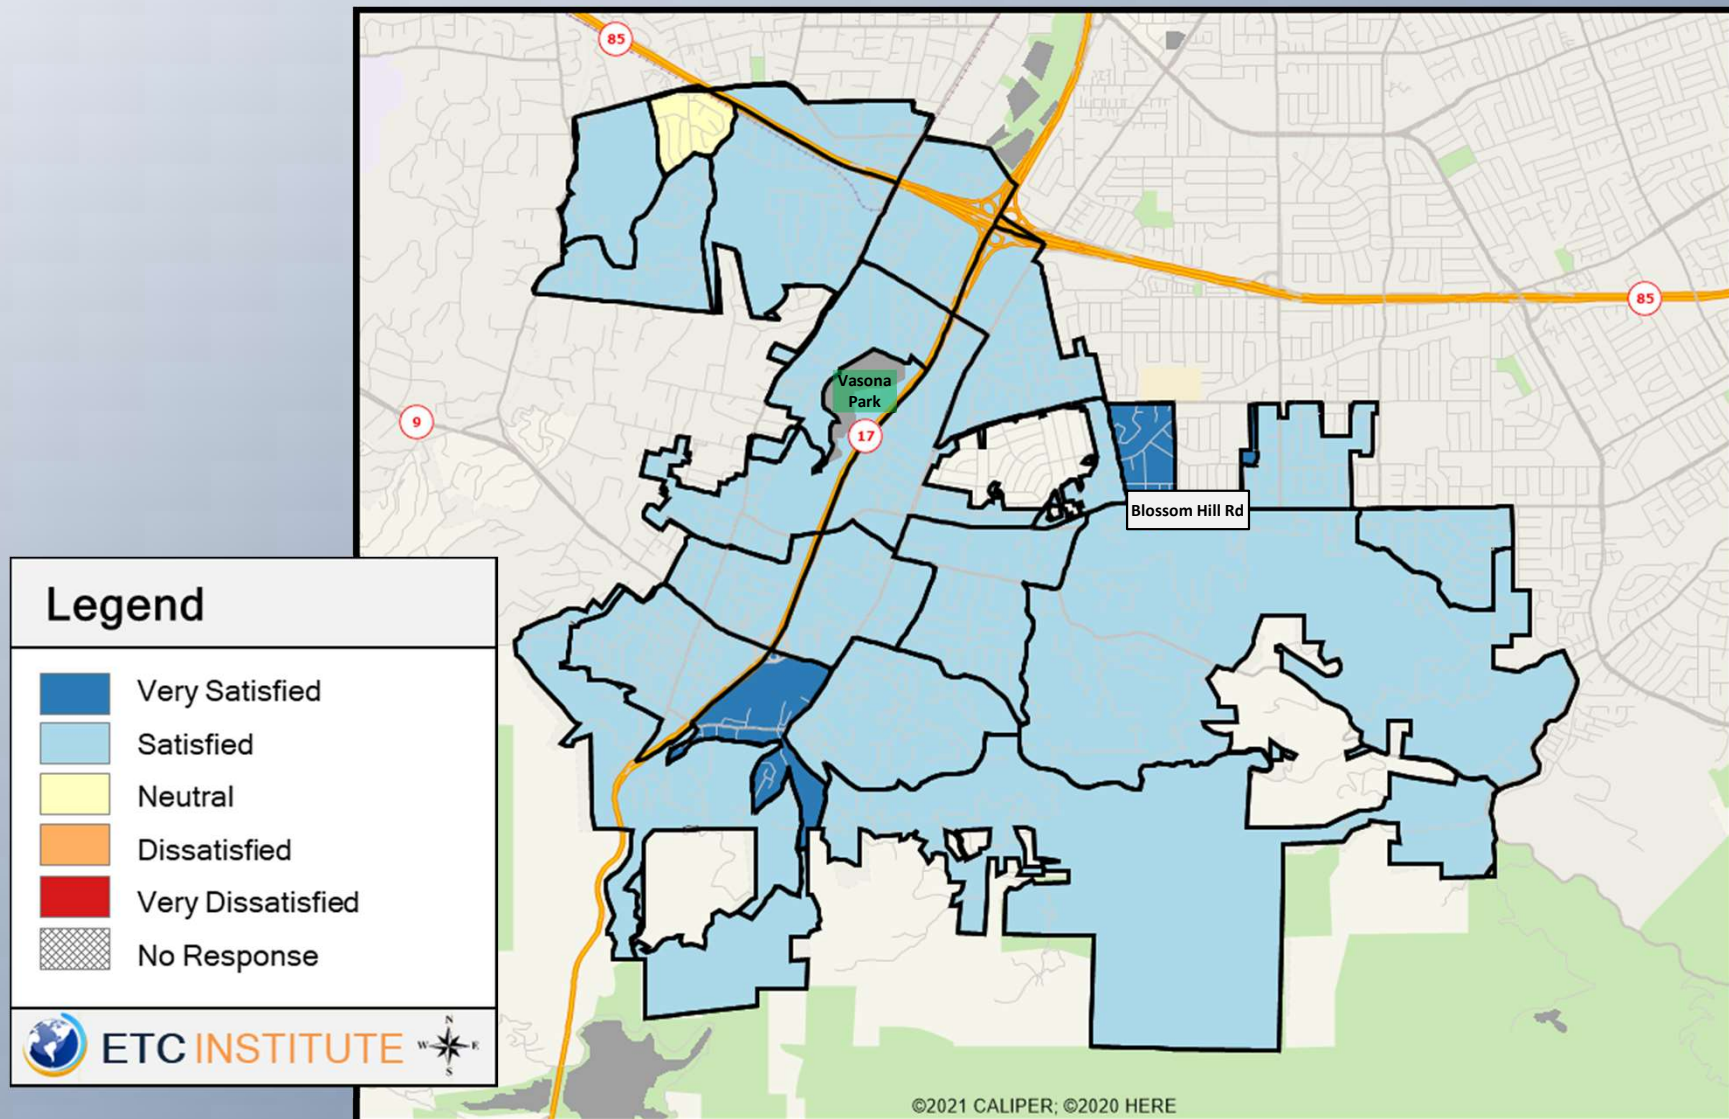 85
85
9
Vasona
Park
17
Blossom Hill Rd
Legend
Very Satisfied
Satisfied
Neutral
Dissatisfied
Very Dissatisfied
No Response
ETC INSTITUTE
N
W E
S
©2021 CALIPER; ©2020 HERE